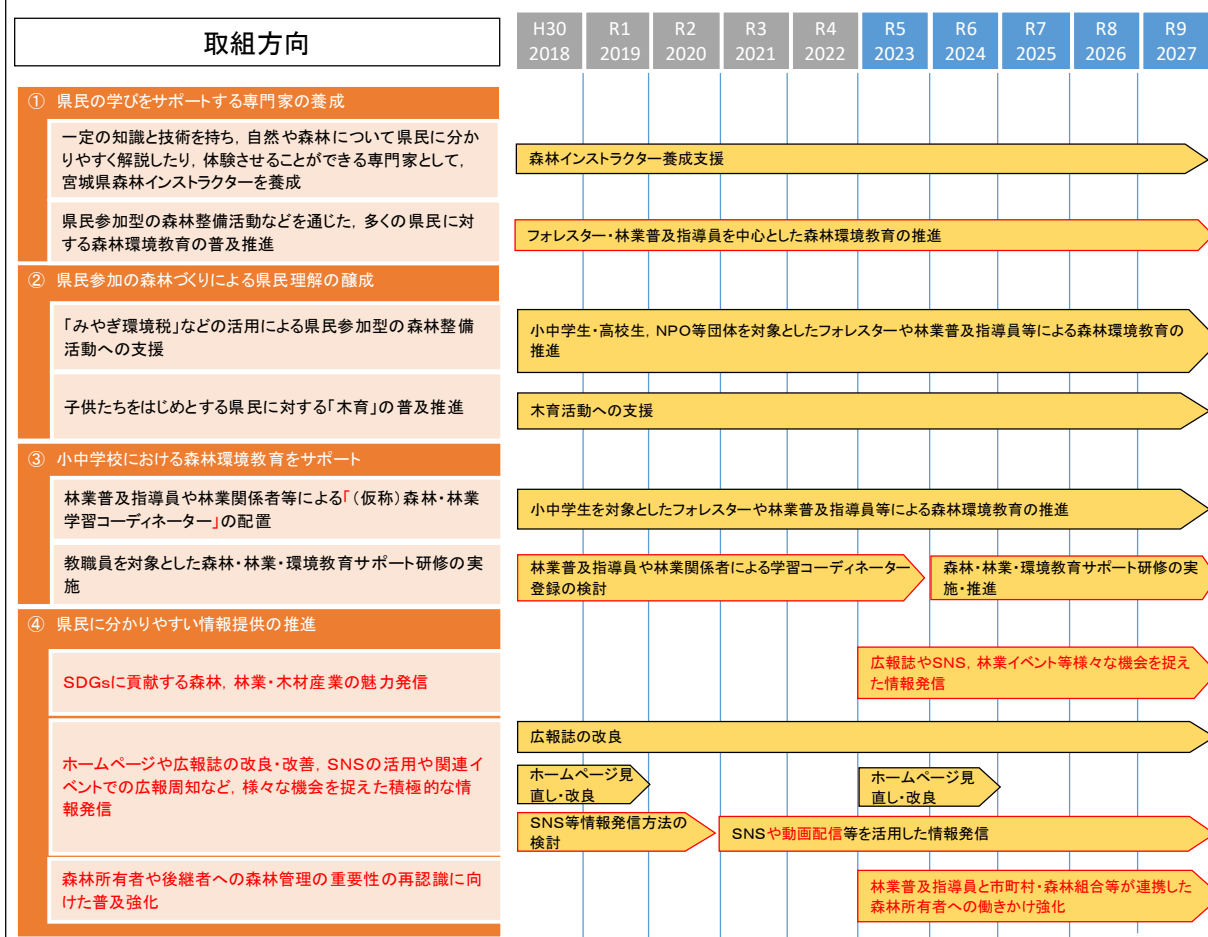 取組方向
H30 R1 R2 R3 R4 R5 R6 R7 R8 R9
2018 2019 2020 2021 2022 2023 2024 2025 2026 2027
① 県民の学びをサポートする専門家の養成
一定の知識と技術を持ち，自然や森林について県民に分か
りやすく解説したり，体験させることができる専門家として，
宮城県森林インストラクターを養成
森林インストラクター養成支援
県民参加型の森林整備活動などを通じた，多くの県民に対
する森林環境教育の普及推進
フォレスター・林業普及指導員を中心とした森林環境教育の推進
② 県民参加の森林づくりによる県民理解の醸成
「みやぎ環境税」などの活用による県民参加型の森林整備
活動への支援
小中学生・高校生，NPO等団体を対象としたフォレスターや林業普及指導員等による森林環境教育の
推進
子供たちをはじめとする県民に対する「木育」の普及推進
木育活動への支援
③ 小中学校における森林環境教育をサポート
林業普及指導員や林業関係者等による「（仮称）森林・林業
学習コーディネーター」の配置
小中学生を対象としたフォレスターや林業普及指導員等による森林環境教育の推進
教職員を対象とした森林・林業・環境教育サポート研修の実
施
林業普及指導員や林業関係者による学習コーディネーター
登録の検討
森林・林業・環境教育サポート研修の実
施・推進
④ 県民に分かりやすい情報提供の推進
SDGsに貢献する森林，林業・木材産業の魅力発信
広報誌やSNS，林業イベント等様々な機会を捉え
た情報発信
ホームページや広報誌の改良・改善，SNSの活用や関連イ
ベントでの広報周知など，様々な機会を捉えた積極的な情
報発信
広報誌の改良
ホームページ見
直し・改良
ホームページ見
直し・改良
SNS等情報発信方法の
検討
SNSや動画配信等を活用した情報発信
森林所有者や後継者への森林管理の重要性の再認識に向
けた普及強化
林業普及指導員と市町村・森林組合等が連携した
森林所有者への働きかけ強化